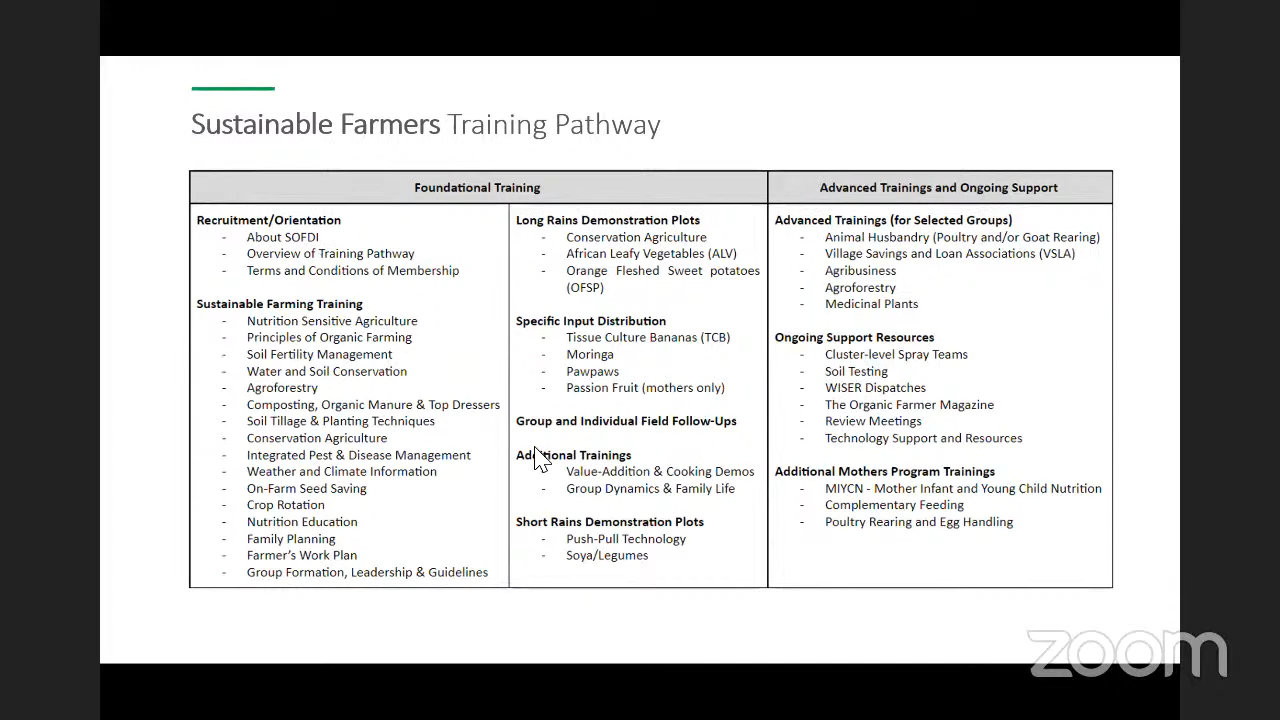 Sustainable Farmers Training Pathway
Foundational Training
Recruitment/Orientation
- About SOFDI
- Overview of Training Pathway
- Terms and Conditions of Membership
Sustainable Farming Training
- Nutrition Sensitive Agriculture
- Principles of Organic Farming
- Soil Fertility Management
- Water and Soil Conservation
- Agroforestry
- Composting, Organic Manure & Top Dressers
- Soil Tillage & Planting Techniques
- Conservation Agriculture
- Integrated Pest & Disease Management
- Weather and Climate Information
- On-Farm Seed Saving
- Crop Rotation
- Nutrition Education
- Family Planning
- Farmer's Work Plan
- Group Formation, Leadership & Guidelines
Long Rains Demonstration Plots
- Conservation Agriculture
- African Leafy Vegetables (ALV)
- Orange Fleshed Sweet potatoes
(OFSP)
Specific Input Distribution
- Tissue Culture Bananas (TCB)
- Moringa
- Pawpaws
- Passion Fruit (mothers only)
Group and Individual Field Follow-Ups
Additional Trainings
- Value-Addition & Cooking Demos
- Group Dynamics & Family Life
Short Rains Demonstration Plots
- Push-Pull Technology
- Soya/Legumes
Advanced Trainings and Ongoing Support
Advanced Trainings (for Selected Groups)
- Animal Husbandry (Poultry and/or Goat Rearing)
- Village Savings and Loan Associations (VSLA)
- Agribusiness
- Agroforestry
- Medicinal Plants
Ongoing Support Resources
- Cluster-level Spray Teams
- Soil Testing
- WISER Dispatches
- The Organic Farmer Magazine
- Review Meetings
- Technology Support and Resources
Additional Mothers Program Trainings
- MIYCN - Mother Infant and Young Child Nutrition
- Complementary Feeding
- Poultry Rearing and Egg Handling
zoom